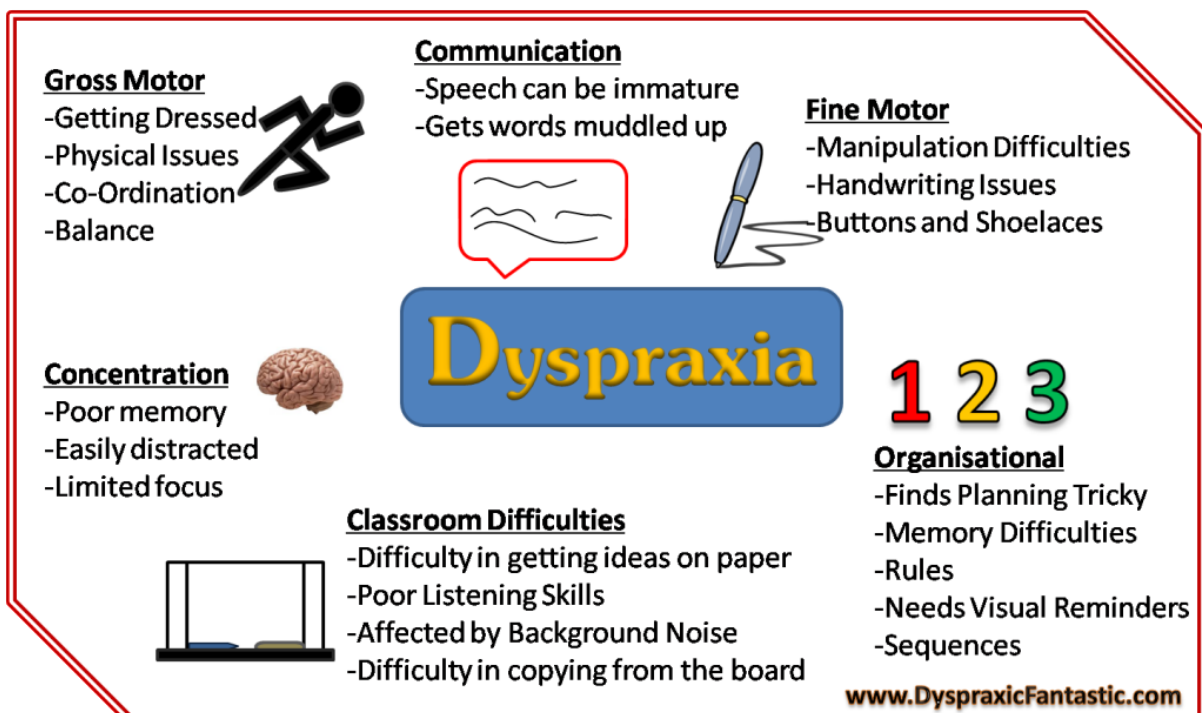 Gross Motor
-Getting Dressed
-Physical Issues
-Co-Ordination
-Balance
Communication
-Speech can be immature
-Gets words muddled up
Fine Motor
-Manipulation Difficulties
-Handwriting Issues
-Buttons and Shoelaces
Dyspraxia
Concentration
-Poor memory
-Easily distracted
-Limited focus
1 2 3
Organisational
-Finds Planning Tricky
-Memory Difficulties
-Rules
-Needs Visual Reminders
-Sequences
Classroom Difficulties
-Difficulty in getting ideas on paper
-Poor Listening Skills
-Affected by Background Noise
-Difficulty in copying from the board
www.DyspraxicFantastic.com